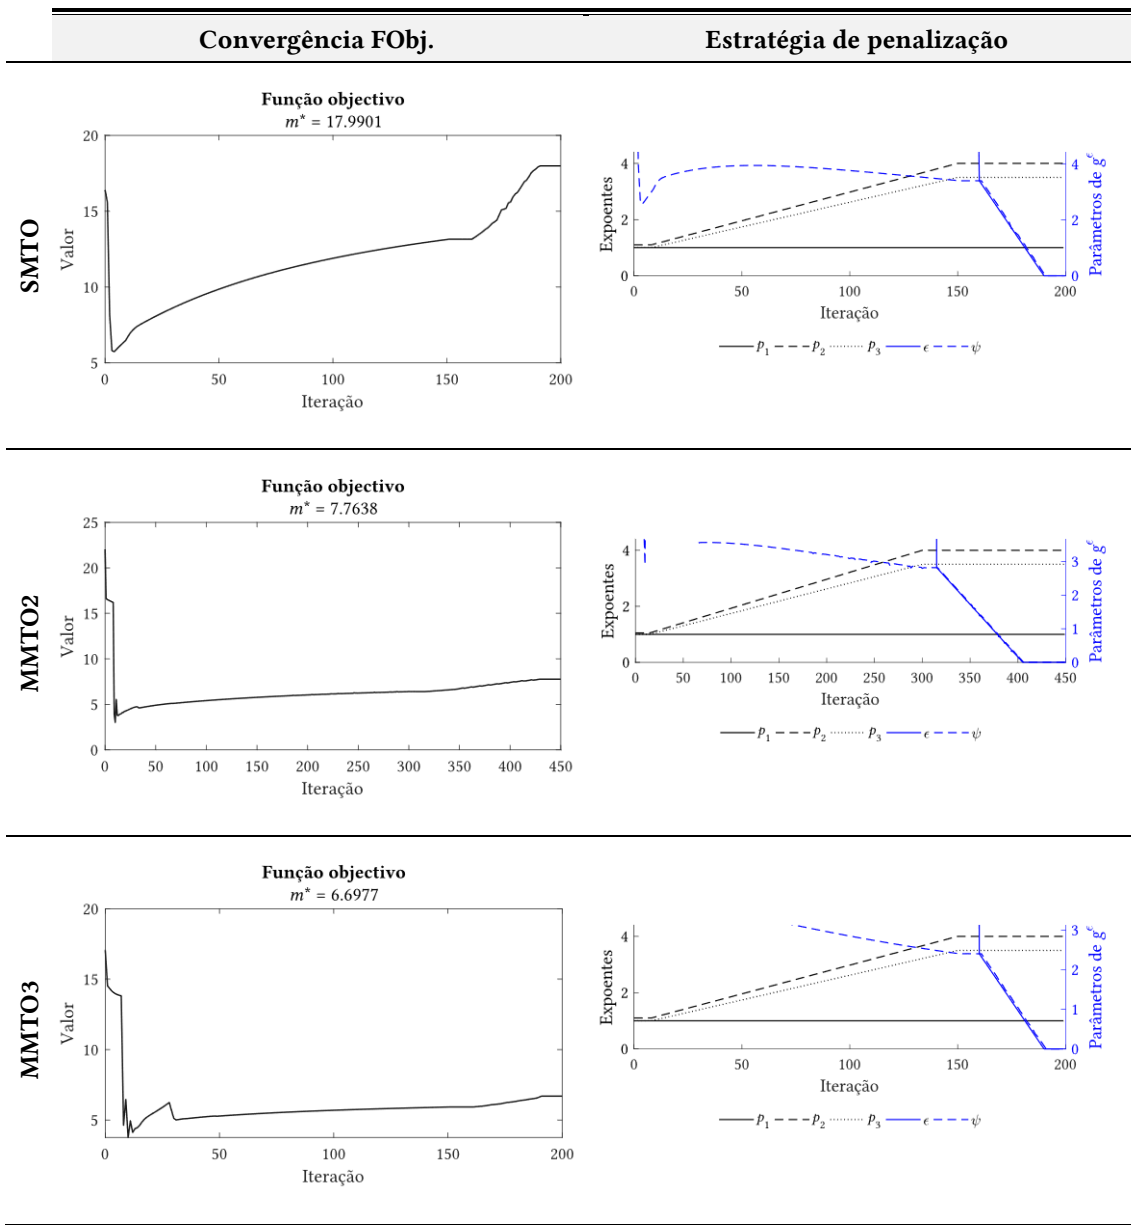 Convergência FObj. Estratégia de penalização
SMTO
Função objectivo
m* = 17.9901
20
15
10
5
Valor
0 50 100 150 200
Iteração
4
2
0
Expoentes
4
2
0
Parâmetros de g^ϵ
0 50 100 150 200
Iteração
p₁ p₂ p₃ ϵ ψ
MMTO2
Função objectivo
m* = 7.7638
25
20
15
10
5
0
Valor
0 50 100 150 200 250 300 350 400 450
Iteração
4
2
0
Expoentes
3
2
1
0
Parâmetros de g^ϵ
0 50 100 150 200 250 300 350 400 450
Iteração
p₁ p₂ p₃ ϵ ψ
MMTO3
Função objectivo
m* = 6.6977
20
15
10
5
Valor
0 50 100 150 200
Iteração
4
2
0
Expoentes
3
2
1
0
Parâmetros de g^ϵ
0 50 100 150 200
Iteração
p₁ p₂ p₃ ϵ ψ